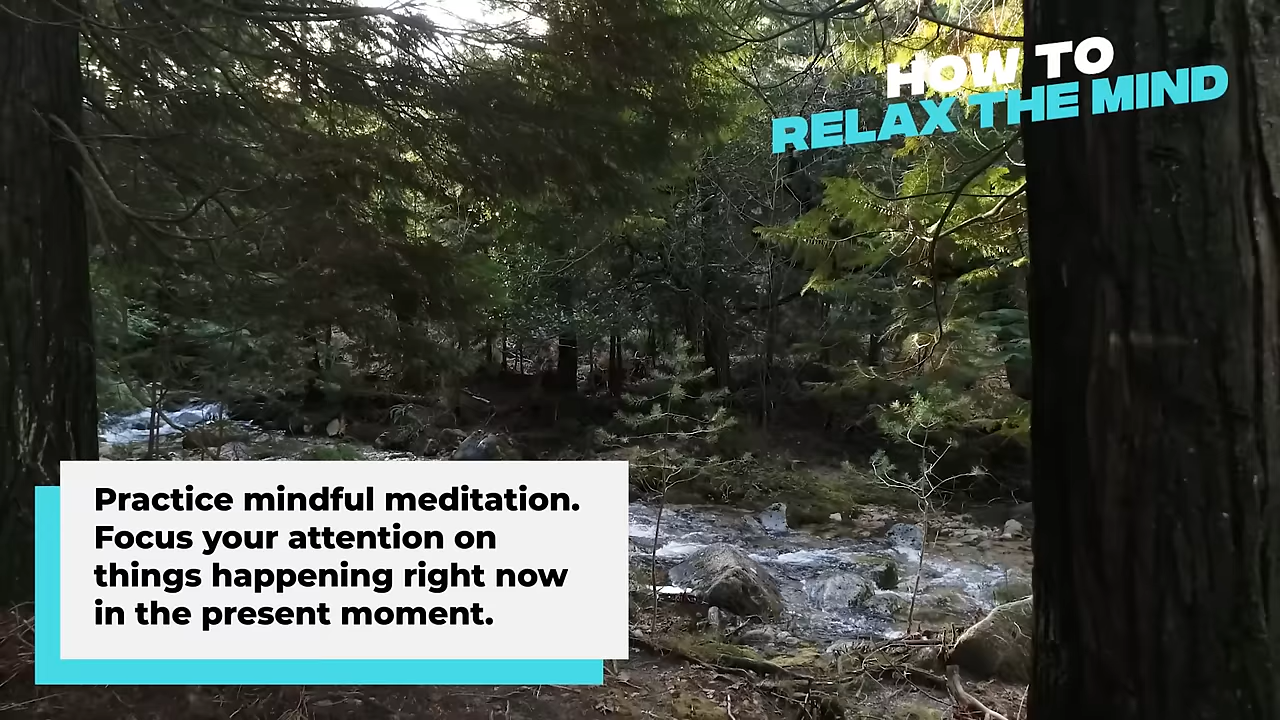 HOW TO
RELAX THE MIND
Practice mindful meditation.
Focus your attention on
things happening right now
in the present moment.